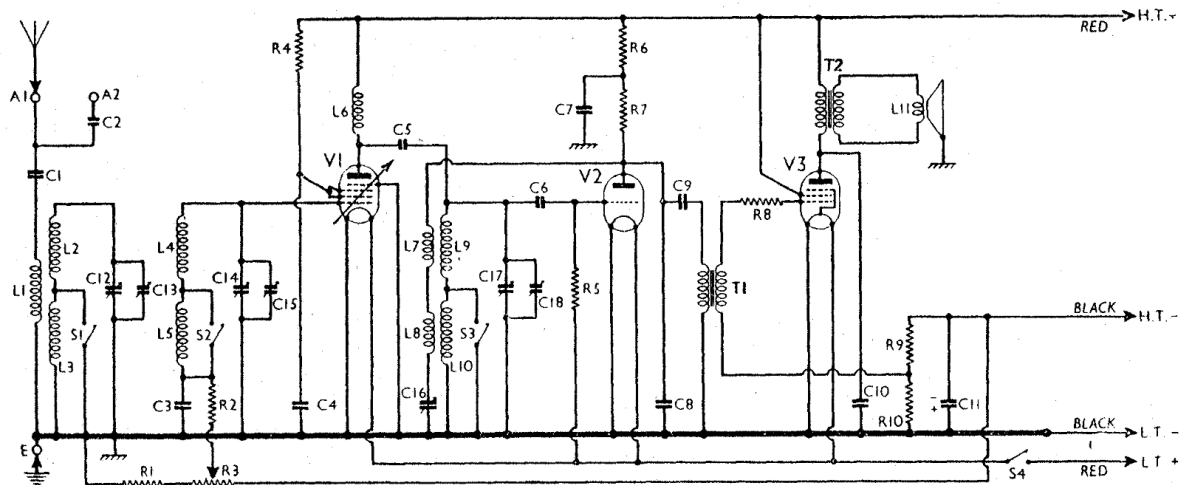 H.T.+
RED
R4
R6
T2
A1
A2
C2
C7
R7
L11
L6
C5
V1
V2
V3
C1
C6
C9
R8
L2
L4
L7
L9
C12
C13
C14
C15
C17
C18
R5
T1
L1
S1
L5
S2
L8
S3
BLACK
H.T.-
L3
L10
R9
C16
C3
R2
C4
C8
C10
R10
-
+
C11
BLACK
L.T.-
E
R1
R3
S4
RED
L.T +